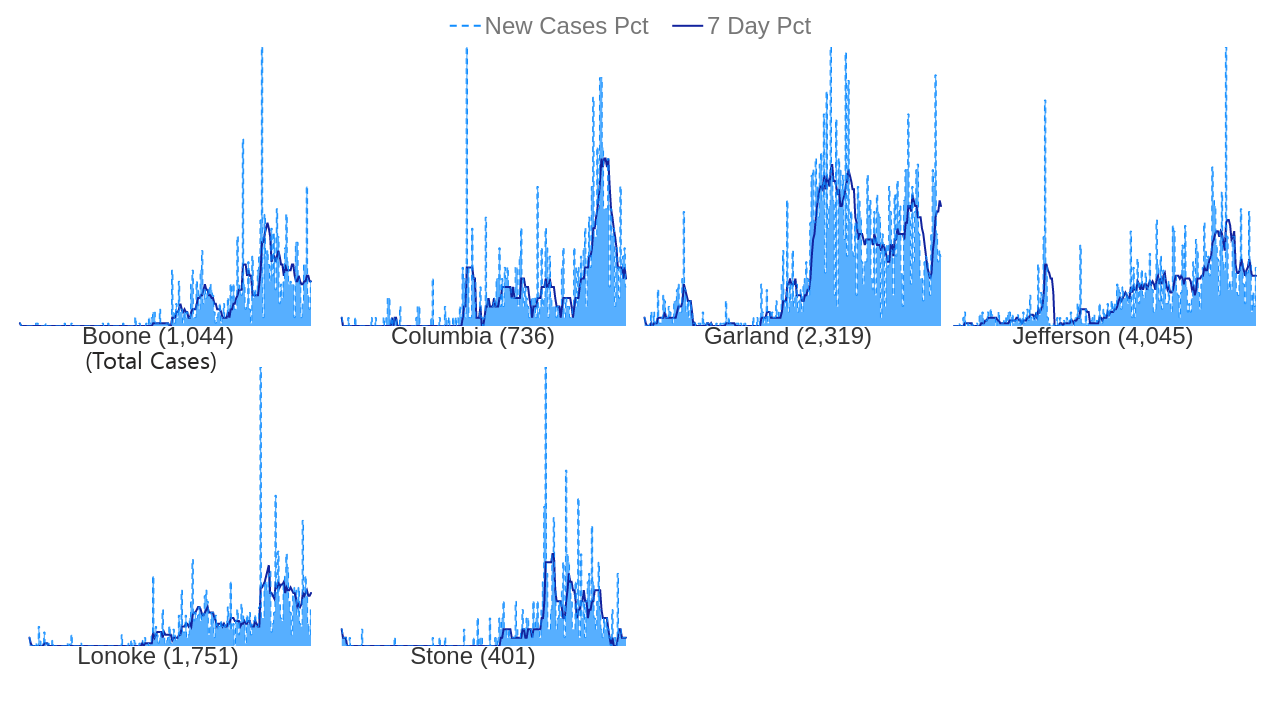 New Cases Pct 7 Day Pct
Boone (1,044) Columbia (736) Garland (2,319) Jefferson (4,045)
(Total Cases)
Lonoke (1,751) Stone (401)